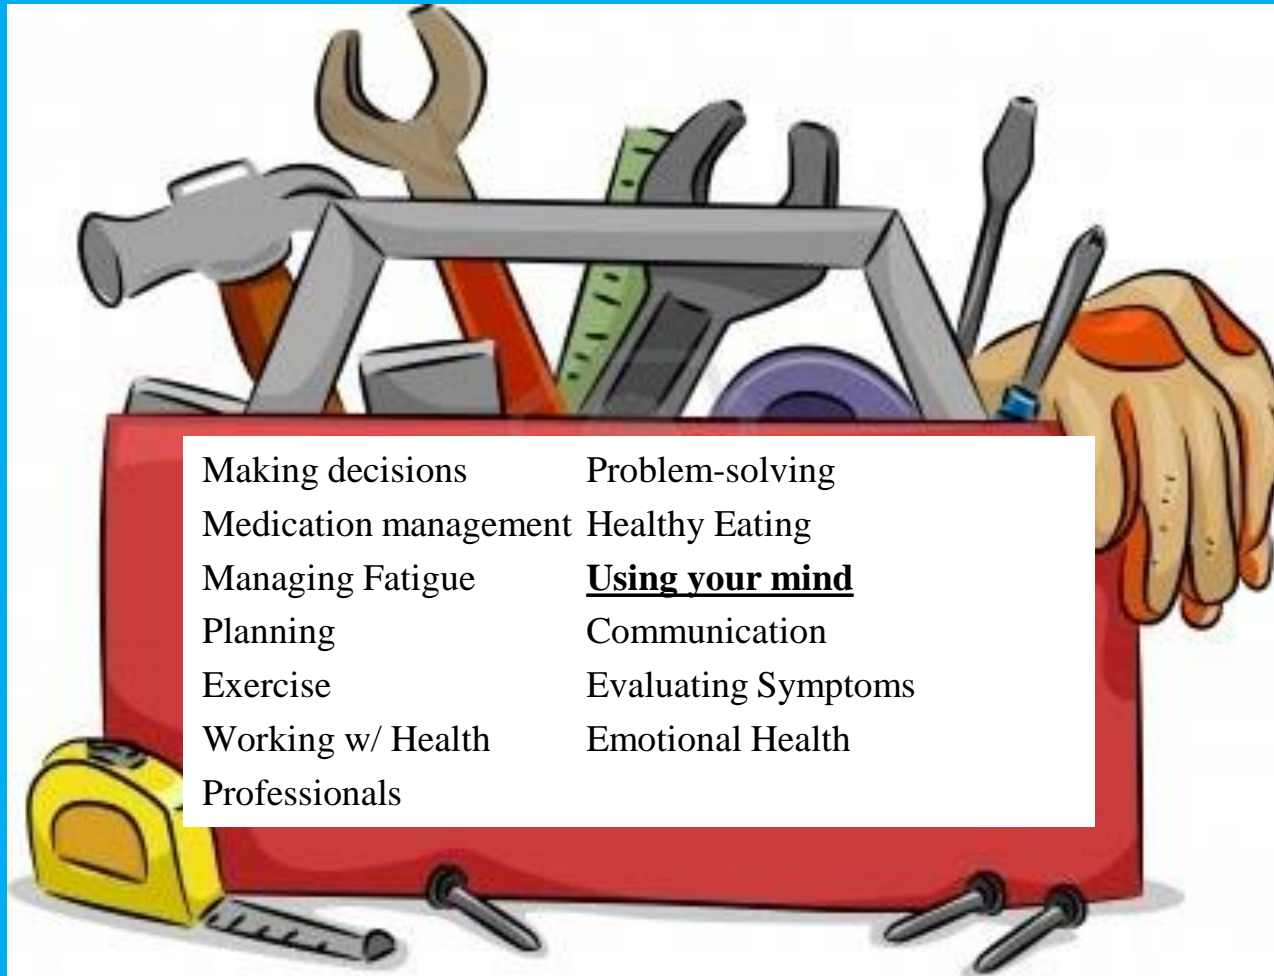 Making decisions Problem-solving
Medication management Healthy Eating
Managing Fatigue Using your mind
Planning Communication
Exercise Evaluating Symptoms
Working w/ Health Emotional Health
Professionals